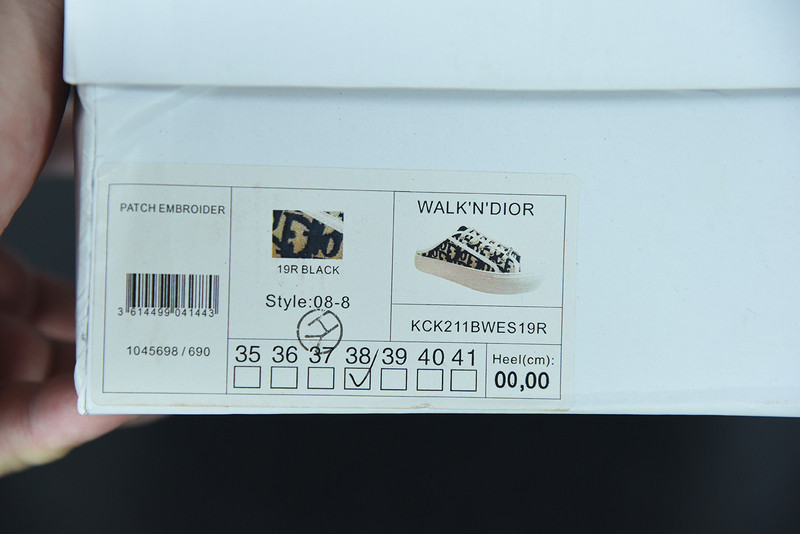 PATCH EMBROIDER
3 614499 041443
1045698 / 690
19R BLACK
Style:08-8
35 36 37 38 39 40 41
WALK'N'DIOR
KCK211BWES19R
Heel(cm):
00,00